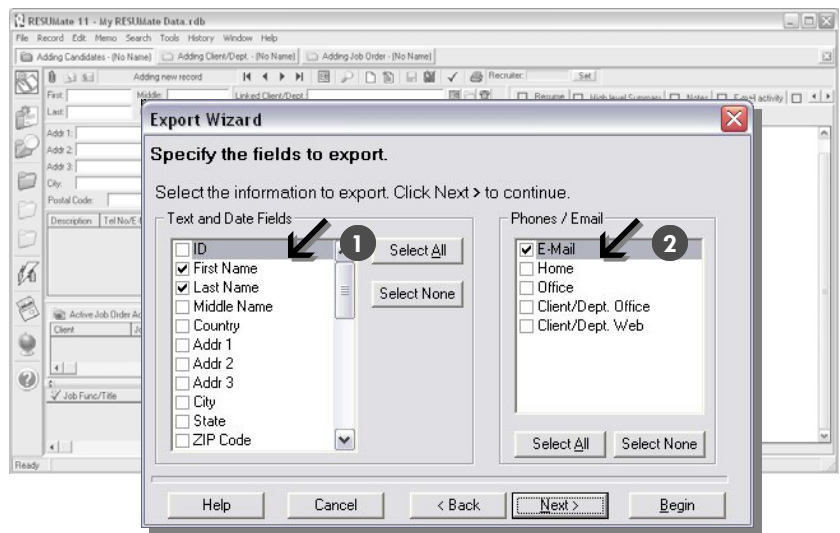 RESUMate 11 - My RESUMate Data.rdb
File Record Edit Memo Search Tools History Window Help
Adding Candidates - [No Name] Adding Client/Dept. - [No Name] Adding Job Order - [No Name]
Adding new record Recruiter: Set
First: Middle: Linked Client/Dept. Resume High level Summary Notes E-mail activity
Last:
Addr 1:
Addr 2:
Addr 3:
City:
Postal Code:
Description Tel No/E-
Active Job Order Ac
Client Jo
Job Func/Title
Ready
Export Wizard
Specify the fields to export.
Select the information to export. Click Next > to continue.
Text and Date Fields
ID
First Name
Last Name
Middle Name
Country
Addr 1
Addr 2
Addr 3
City
State
ZIP Code
1
Select All
Select None
Phones / Email
E-Mail
Home
Office
Client/Dept. Office
Client/Dept. Web
2
Select All Select None
Help Cancel < Back Next > Begin